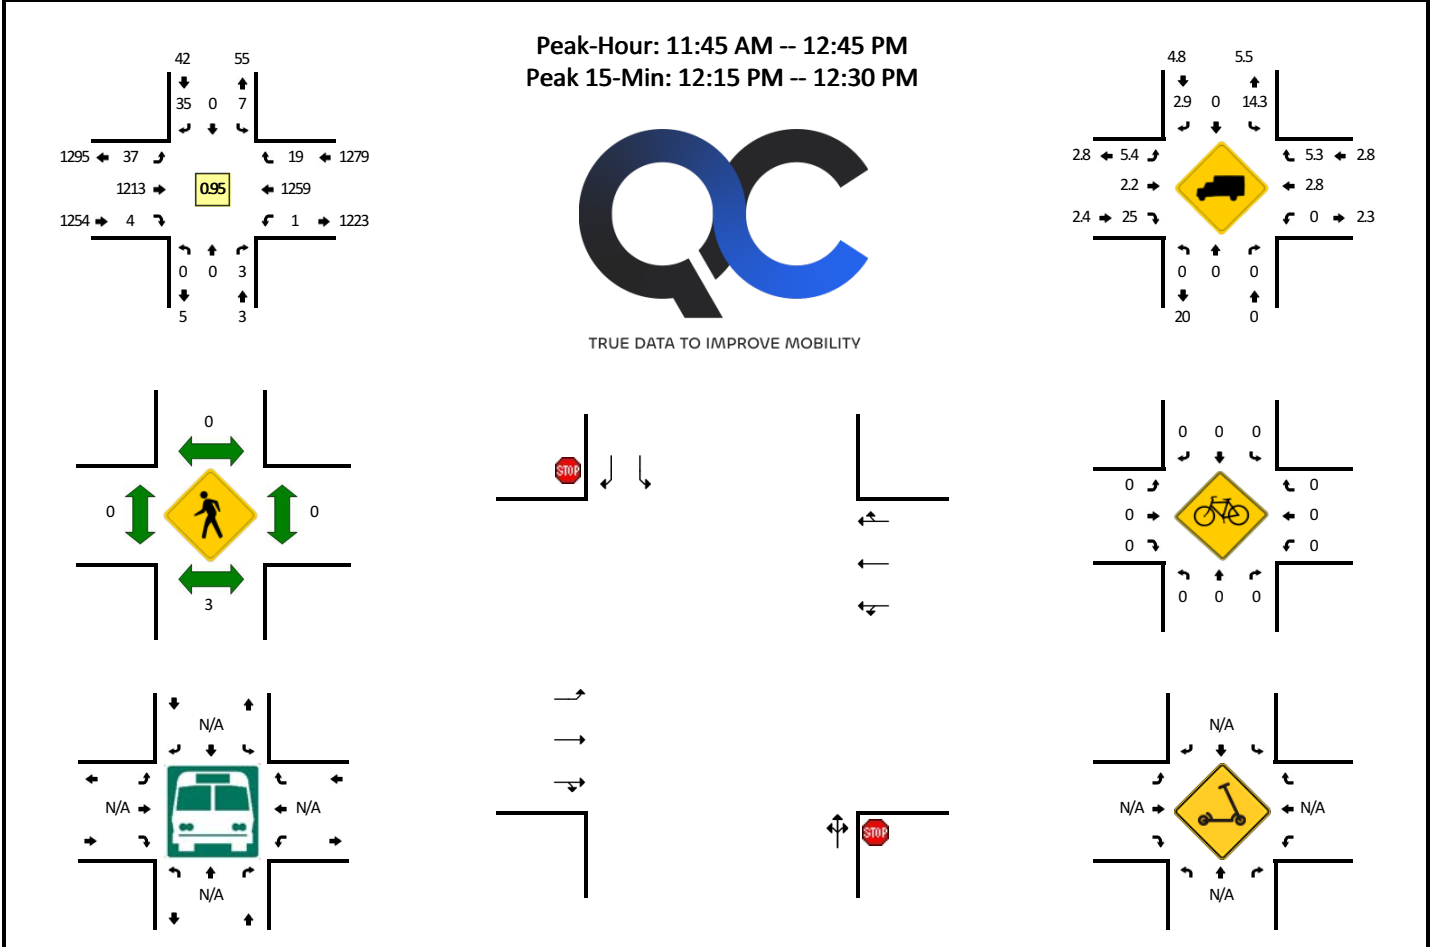 Peak-Hour: 11:45 AM -- 12:45 PM
Peak 15-Min: 12:15 PM -- 12:30 PM
42 55
35 0 7
1295 37 19 1279
1213 0.95 1259
1254 4 1 1223
0 0 3
5 3
QC
TRUE DATA TO IMPROVE MOBILITY
4.8 5.5
2.9 0 14.3
2.8 5.4 5.3 2.8
2.2 2.8
2.4 25 0 2.3
0 0 0
20 0
0
0 0
3
STOP
STOP
0 0 0
0 0
0 0
0 0
0 0 0
N/A
N/A N/A
N/A
N/A
N/A N/A
N/A